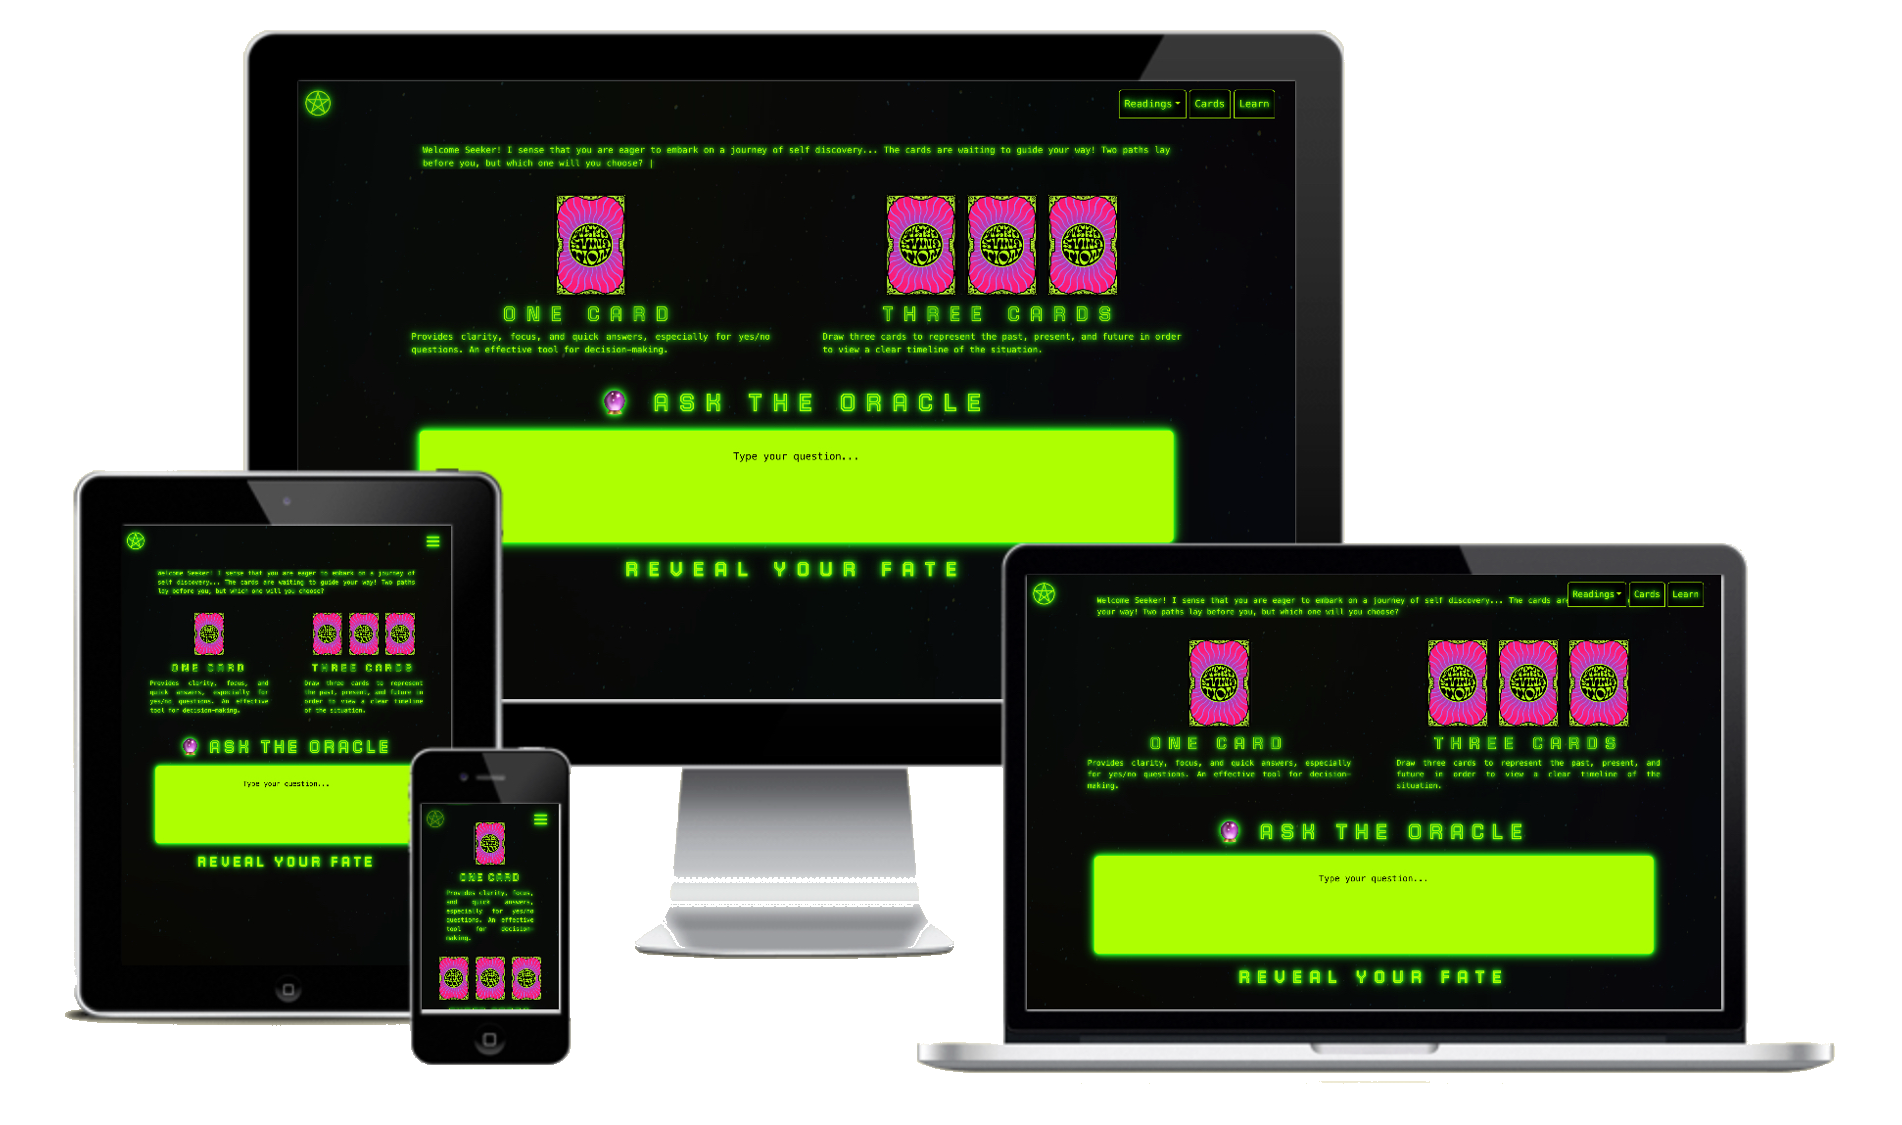 Readings
Cards
Learn
Welcome Seeker! I sense that you are eager to embark on a journey of self discovery... The cards are waiting to guide your way! Two paths lay
before you, but which one will you choose? |
ONE CARD
Provides clarity, focus, and quick answers, especially for yes/no
questions. An effective tool for decision-making.
THREE CARDS
Draw three cards to represent the past, present, and future in order
to view a clear timeline of the situation.
ASK THE ORACLE
Type your question...
REVEAL YOUR FATE
Welcome Seeker! I sense that you are eager to embark on a journey of
self discovery... The cards are waiting to guide your way! Two paths
lay before you, but which one will you choose?
ONE CARD
Provides clarity, focus, and
quick answers, especially for
yes/no questions. An effective
tool for decision-making.
THREE CARDS
Draw three cards to represent
the past, present, and future in
order to view a clear timeline
of the situation.
ASK THE ORACLE
Type your question...
REVEAL YOUR FATE
ONE CARD
Provides clarity, focus,
and quick answers,
especially for yes/no
questions. An effective
tool for decision-
making.
Readings
Cards
Learn
Welcome Seeker! I sense that you are eager to embark on a journey of self discovery... The cards are
your way! Two paths lay before you, but which one will you choose?
ONE CARD
Provides clarity, focus, and quick answers, especially
for yes/no questions. An effective tool for decision-
making.
THREE CARDS
Draw three cards to represent the past, present, and
future in order to view a clear timeline of the
situation.
ASK THE ORACLE
Type your question...
REVEAL YOUR FATE